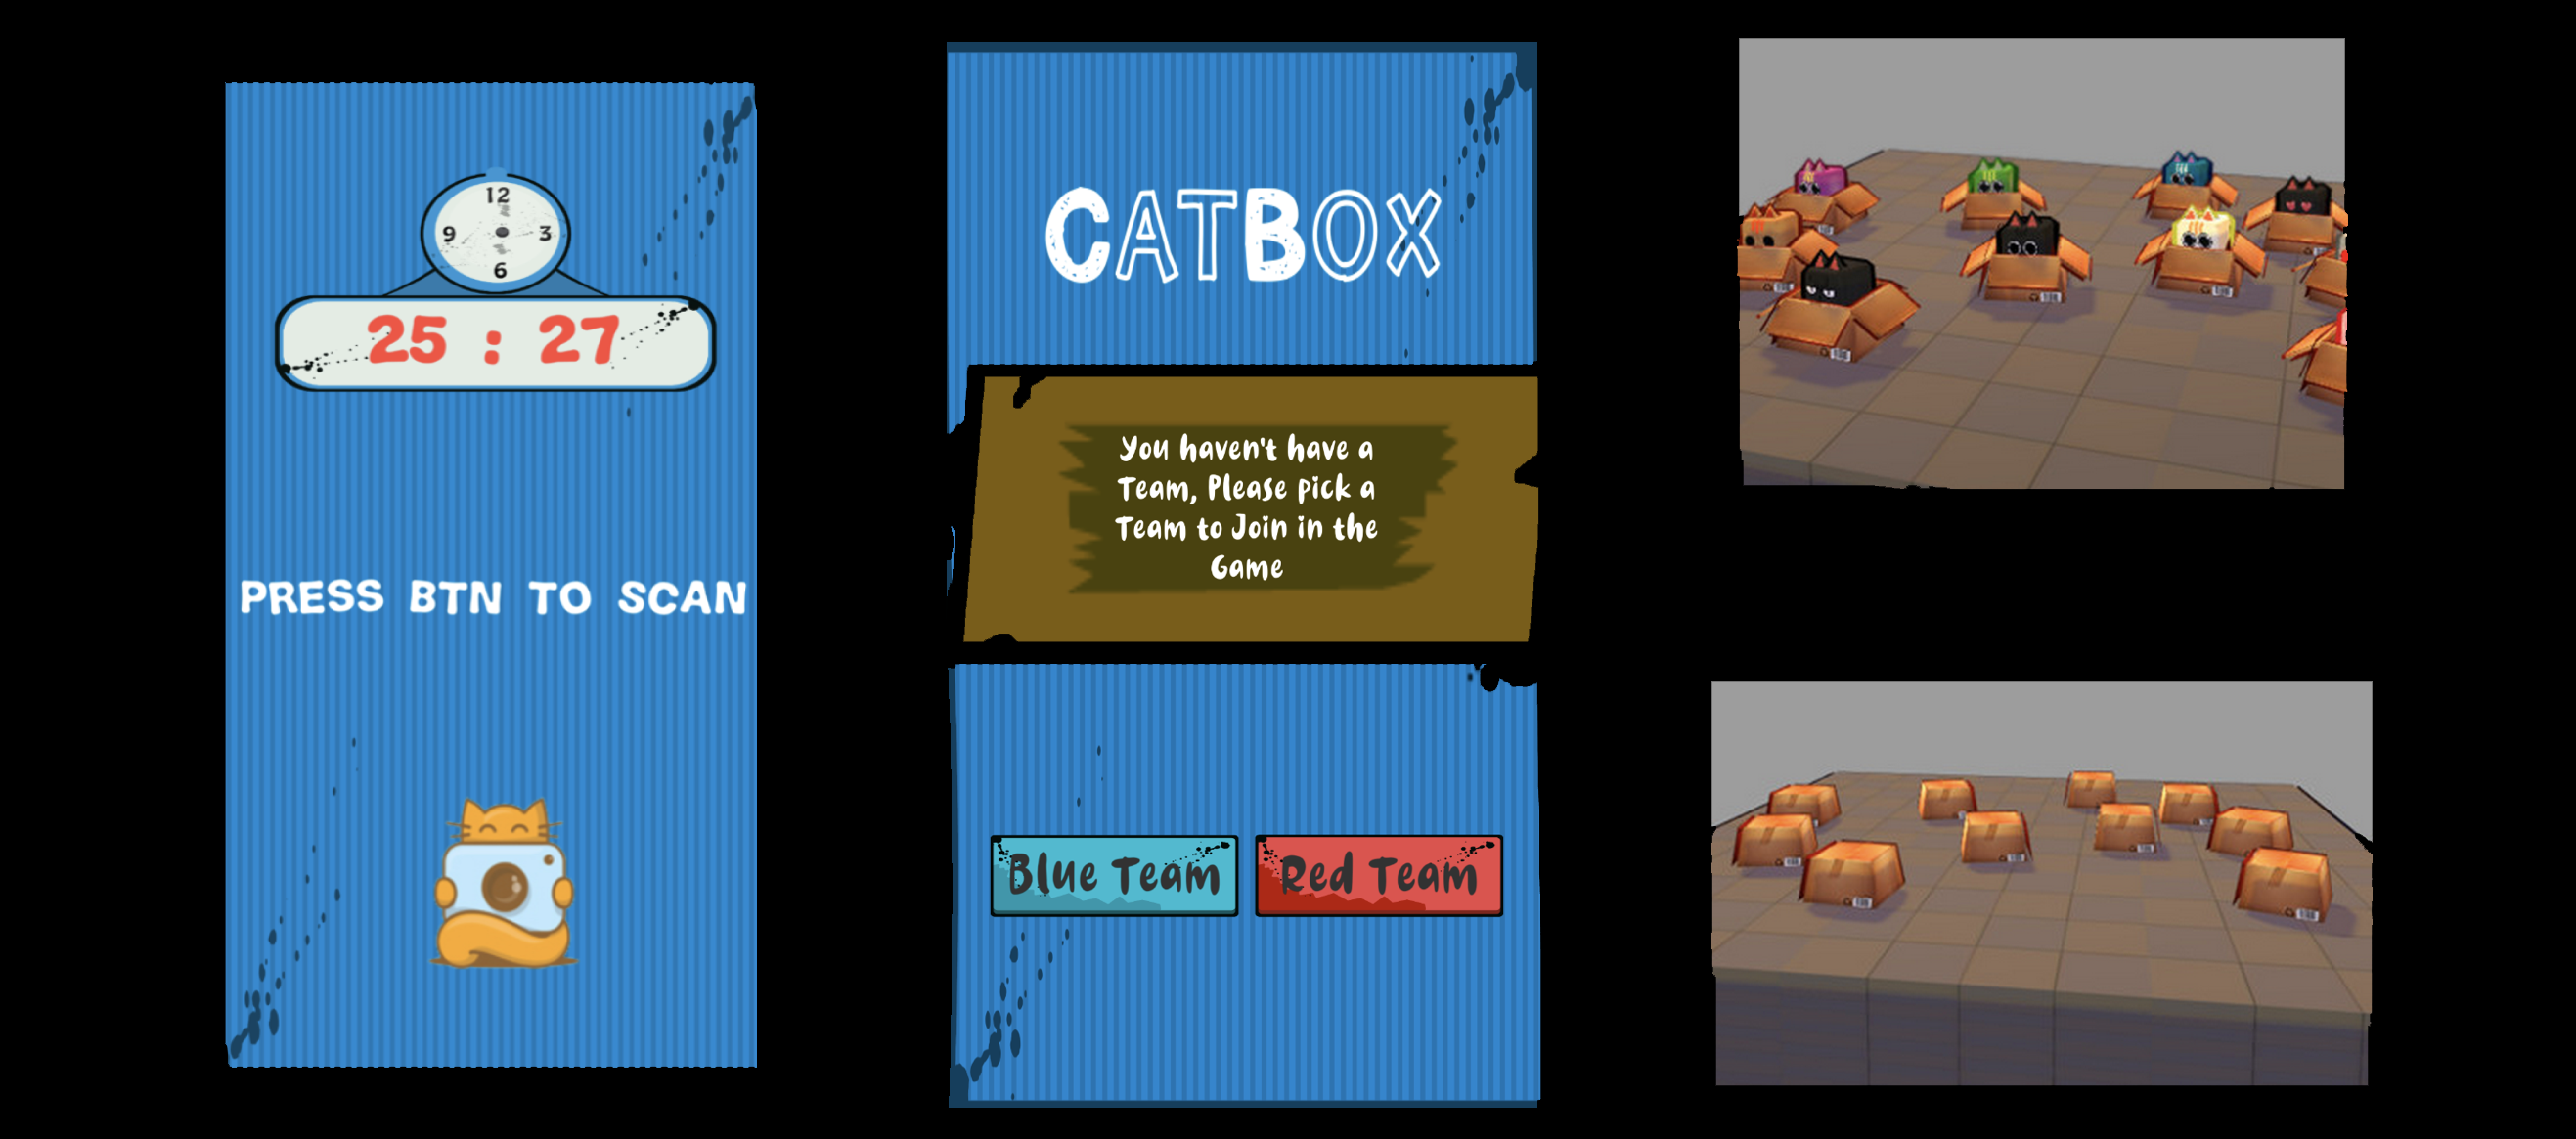 12
9 3
6
25 : 27
PRESS BTN TO SCAN
CATBOX
You haven't have a
Team, Please pick a
Team to Join in the
Game
Blue Team
Red Team